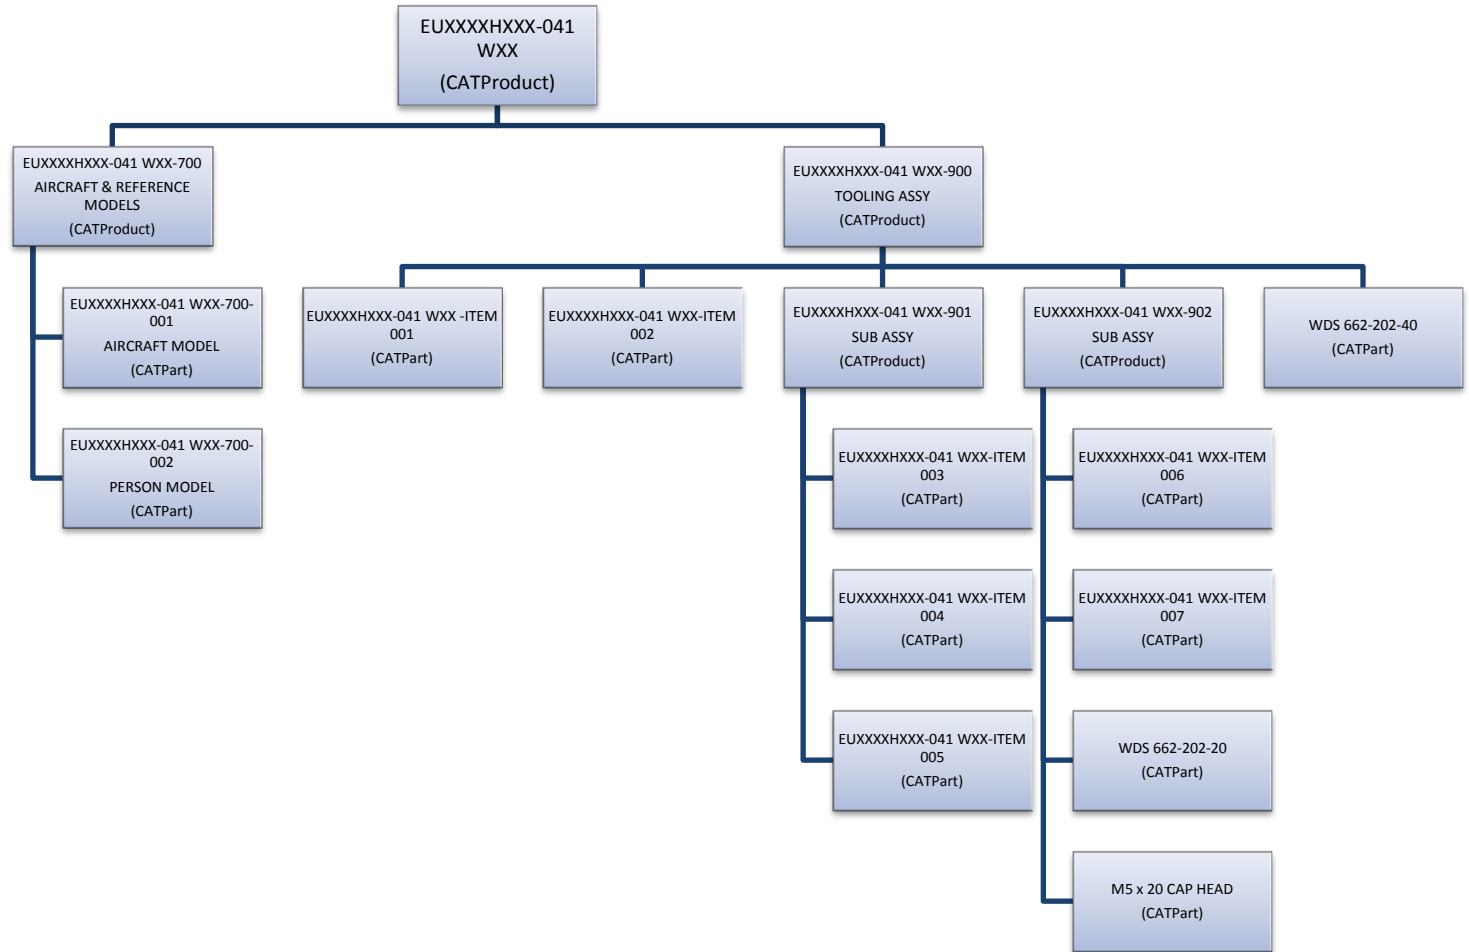 EUXXXXHXXX-041
WXX
(CATProduct)
EUXXXXHXXX-041 WXX-700
AIRCRAFT & REFERENCE
MODELS
(CATProduct)
EUXXXXHXXX-041 WXX-900
TOOLING ASSY
(CATProduct)
EUXXXXHXXX-041 WXX-700-
001
AIRCRAFT MODEL
(CATPart)
EUXXXXHXXX-041 WXX-700-
002
PERSON MODEL
(CATPart)
EUXXXXHXXX-041 WXX -ITEM
001
(CATPart)
EUXXXXHXXX-041 WXX-ITEM
002
(CATPart)
EUXXXXHXXX-041 WXX-901
SUB ASSY
(CATProduct)
EUXXXXHXXX-041 WXX-ITEM
003
(CATPart)
EUXXXXHXXX-041 WXX-ITEM
004
(CATPart)
EUXXXXHXXX-041 WXX-ITEM
005
(CATPart)
EUXXXXHXXX-041 WXX-902
SUB ASSY
(CATProduct)
EUXXXXHXXX-041 WXX-ITEM
006
(CATPart)
EUXXXXHXXX-041 WXX-ITEM
007
(CATPart)
WDS 662-202-20
(CATPart)
M5 x 20 CAP HEAD
(CATPart)
WDS 662-202-40
(CATPart)